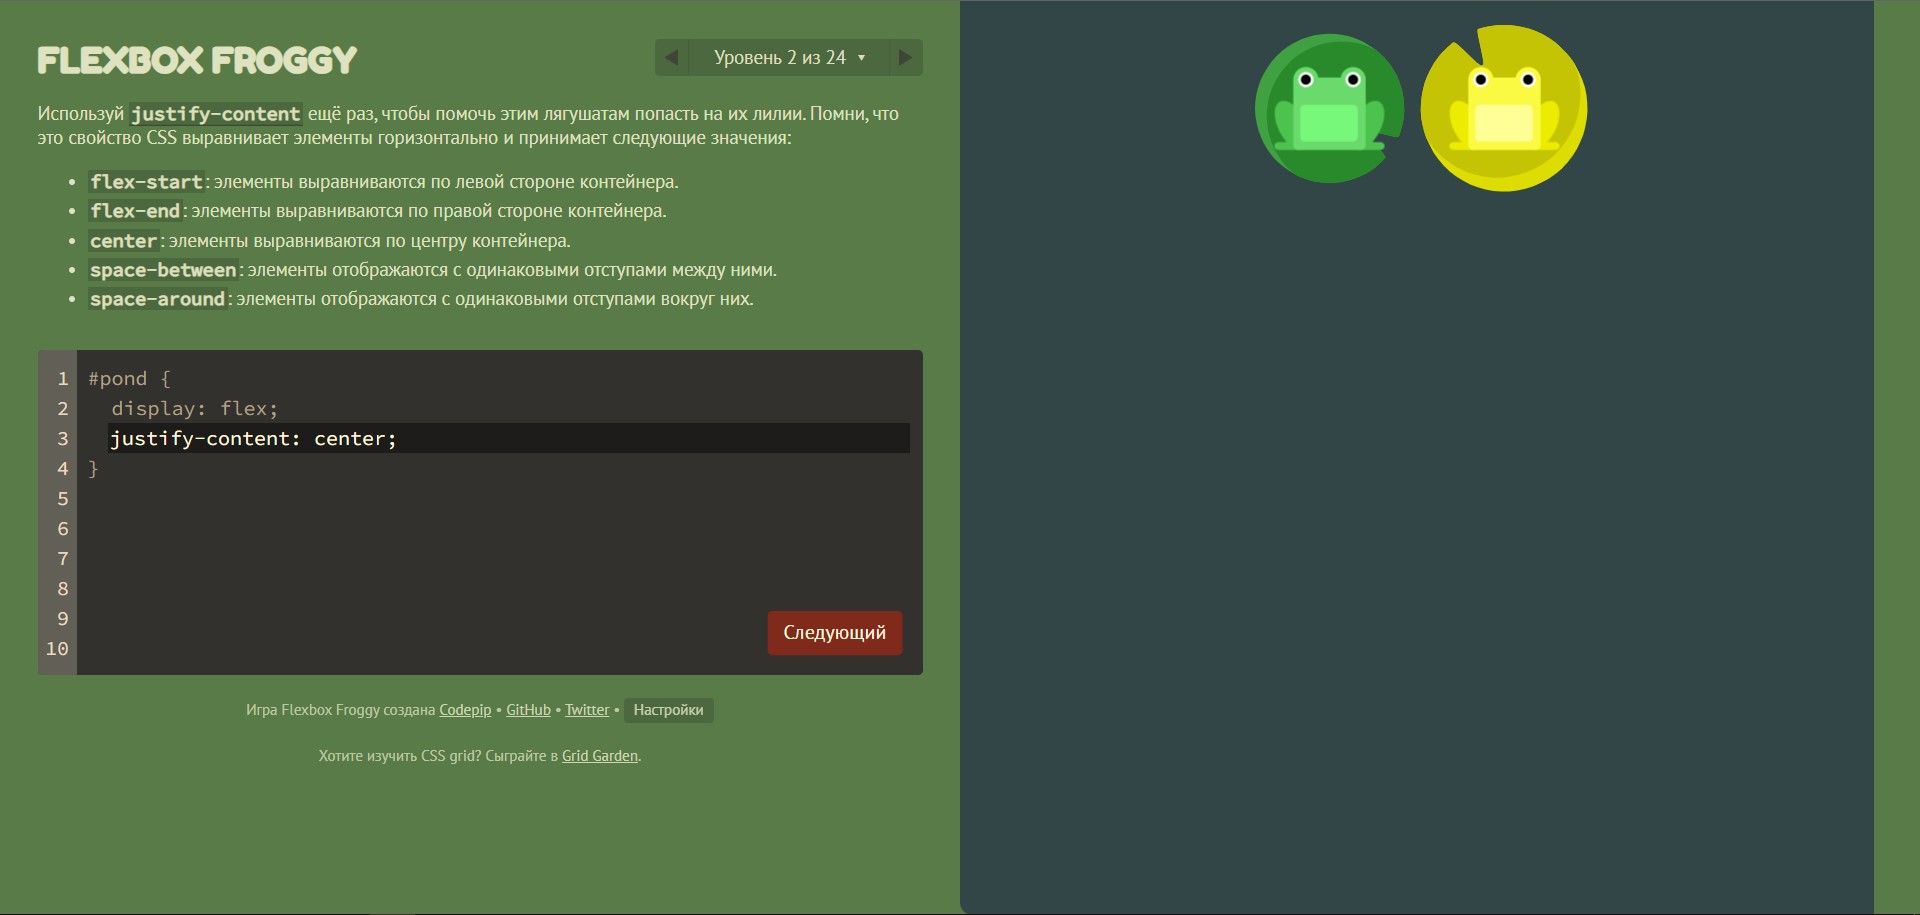 FLEXBOX FROGGY
Уровень 2 из 24
Используй justify-content ещё раз, чтобы помочь этим лягушатам попасть на их лилии. Помни, что
это свойство CSS выравнивает элементы горизонтально и принимает следующие значения:
• flex-start: элементы выравниваются по левой стороне контейнера.
• flex-end: элементы выравниваются по правой стороне контейнера.
• center: элементы выравниваются по центру контейнера.
• space-between: элементы отображаются с одинаковыми отступами между ними.
• space-around: элементы отображаются с одинаковыми отступами вокруг них.
1 #pond {
2 display: flex;
3 justify-content: center;
4 }
5
6
7
8
9
10
Следующий
Игра Flexbox Froggy создана Codepip • GitHub • Twitter • Настройки
Хотите изучить CSS grid? Сыграйте в Grid Garden.